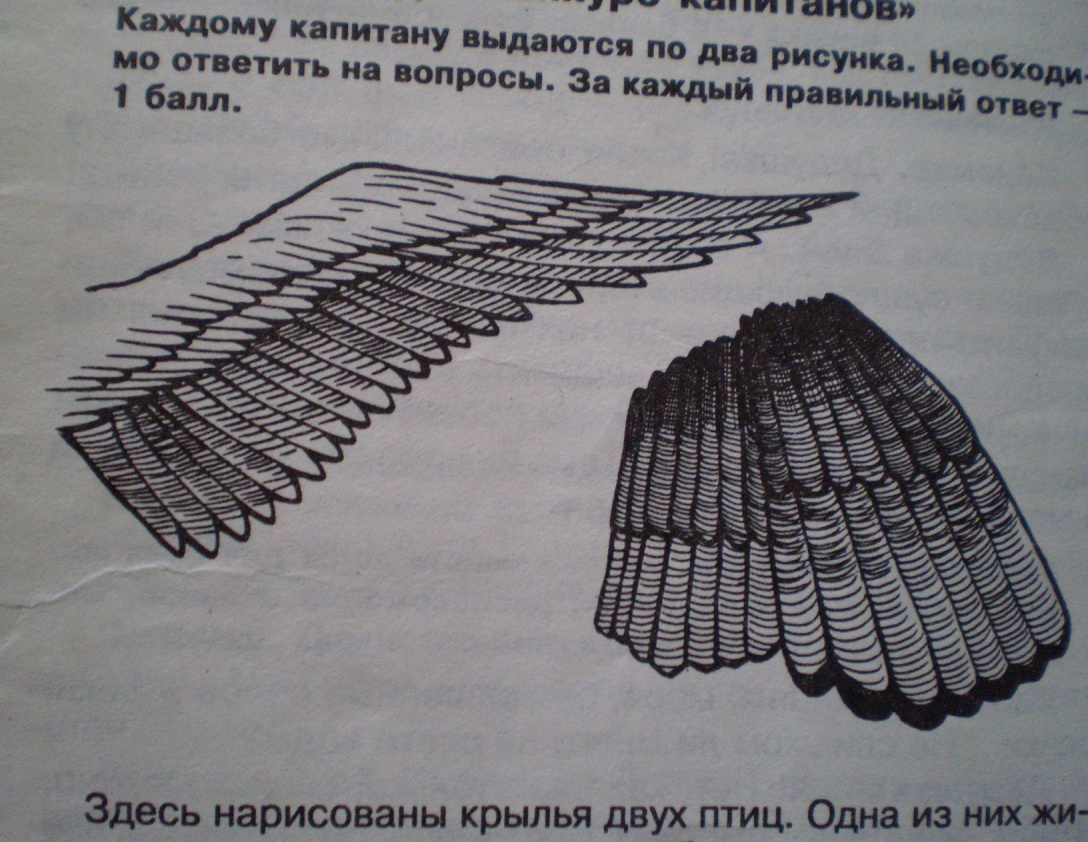 капитанов»
Каждому капитану выдаются по два рисунка. Необходи-
мо ответить на вопросы. За каждый правильный ответ –
1 балл.
Здесь нарисованы крылья двух птиц. Одна из них жи-